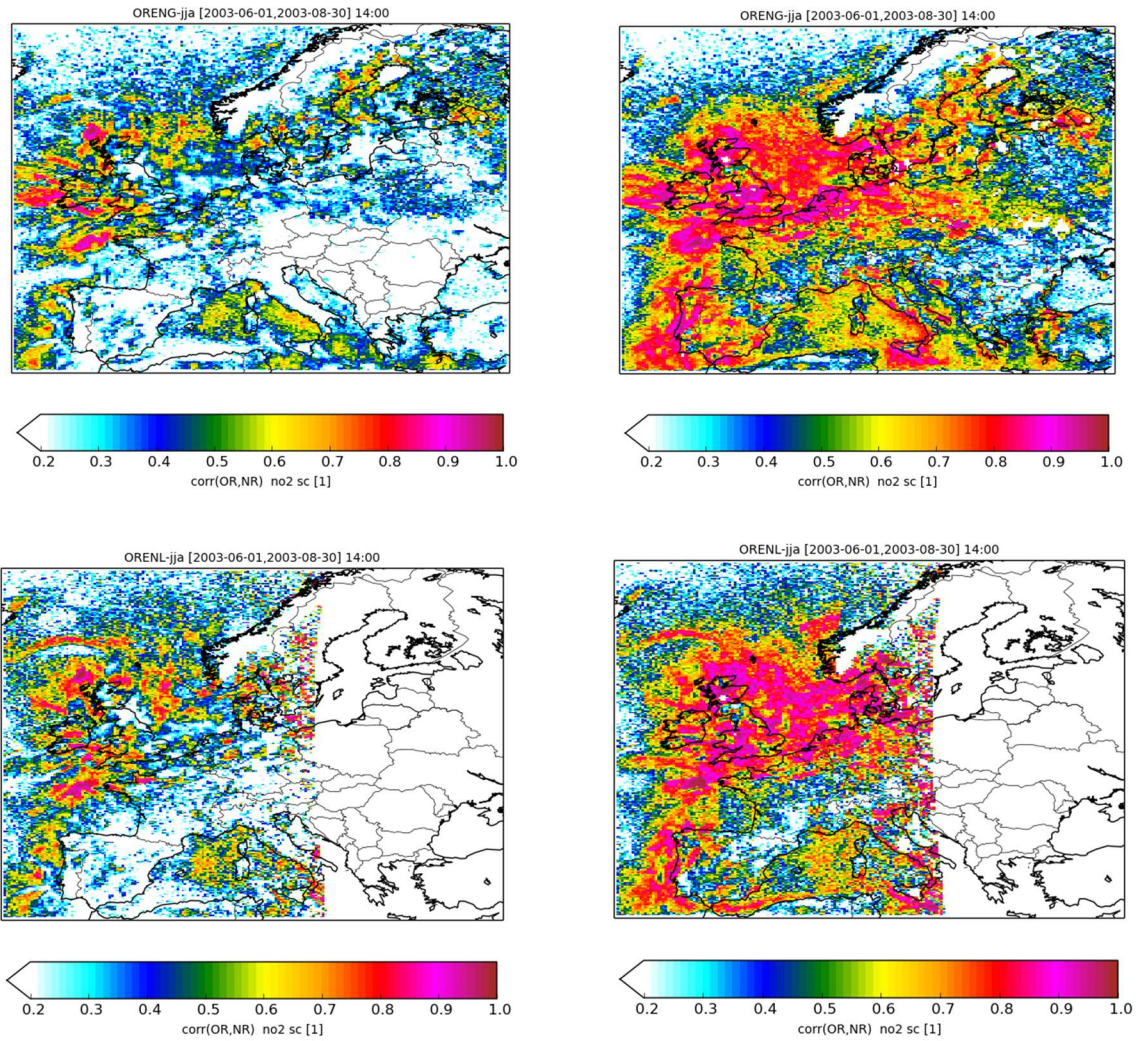 ORENG-jja [2003-06-01,2003-08-30] 14:00
0.2 0.3 0.4 0.5 0.6 0.7 0.8 0.9 1.0
corr(OR,NR) no2 sc [1]
ORENG-jja [2003-06-01,2003-08-30] 14:00
0.2 0.3 0.4 0.5 0.6 0.7 0.8 0.9 1.0
corr(OR,NR) no2 sc [1]
ORENL-jja [2003-06-01,2003-08-30] 14:00
0.2 0.3 0.4 0.5 0.6 0.7 0.8 0.9 1.0
corr(OR,NR) no2 sc [1]
ORENL-jja [2003-06-01,2003-08-30] 14:00
0.2 0.3 0.4 0.5 0.6 0.7 0.8 0.9 1.0
corr(OR,NR) no2 sc [1]